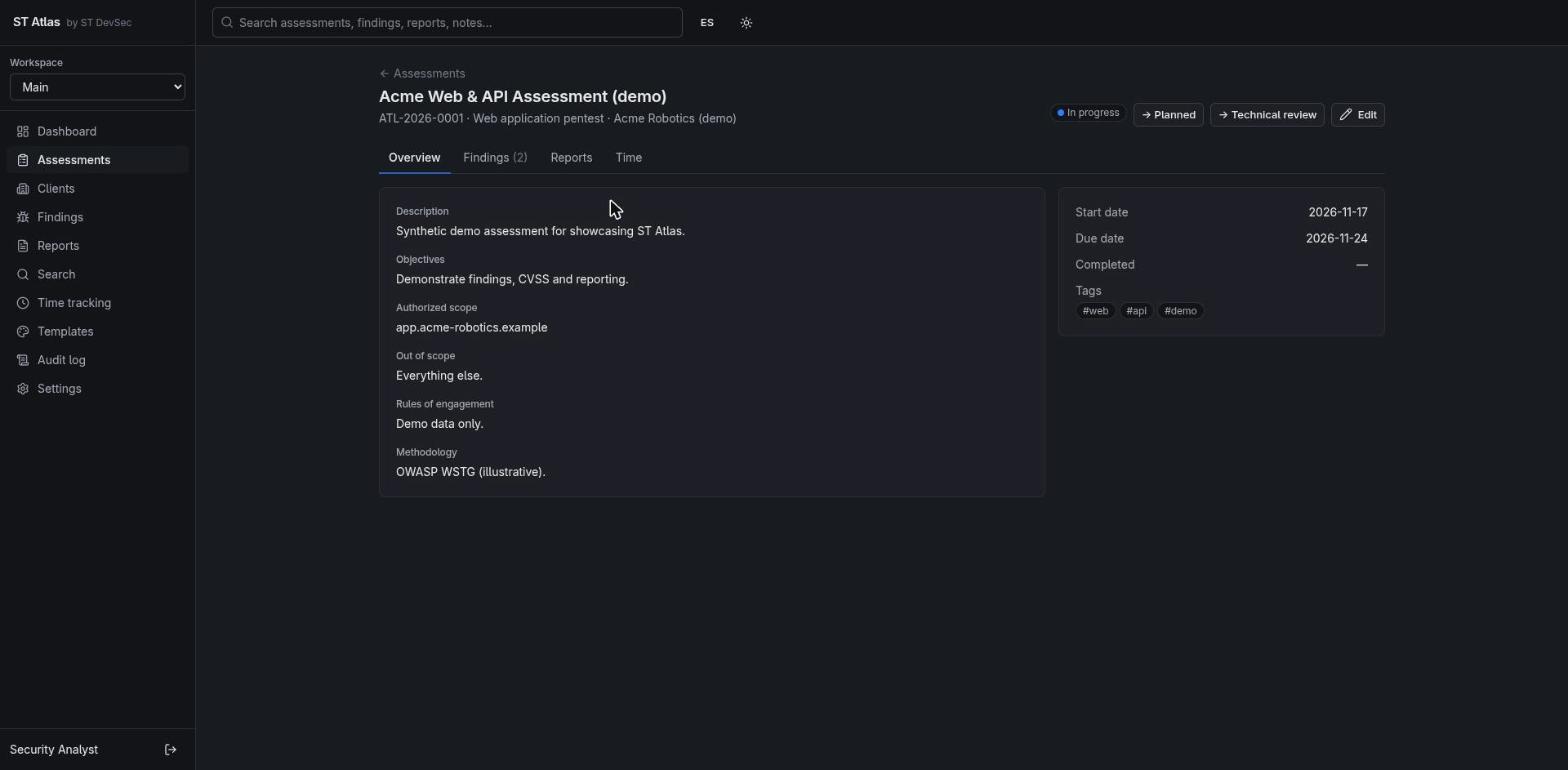 ST Atlas by ST DevSec
Search assessments, findings, reports, notes...
ES
Workspace
Main
Dashboard
Assessments
Clients
Findings
Reports
Search
Time tracking
Templates
Audit log
Settings
Security Analyst
← Assessments
Acme Web & API Assessment (demo)
ATL-2026-0001 · Web application pentest · Acme Robotics (demo)
In progress
→ Planned
→ Technical review
Edit
Overview
Findings (2)
Reports
Time
Description
Synthetic demo assessment for showcasing ST Atlas.
Objectives
Demonstrate findings, CVSS and reporting.
Authorized scope
app.acme-robotics.example
Out of scope
Everything else.
Rules of engagement
Demo data only.
Methodology
OWASP WSTG (illustrative).
Start date 2026-11-17
Due date 2026-11-24
Completed —
Tags
#web #api #demo